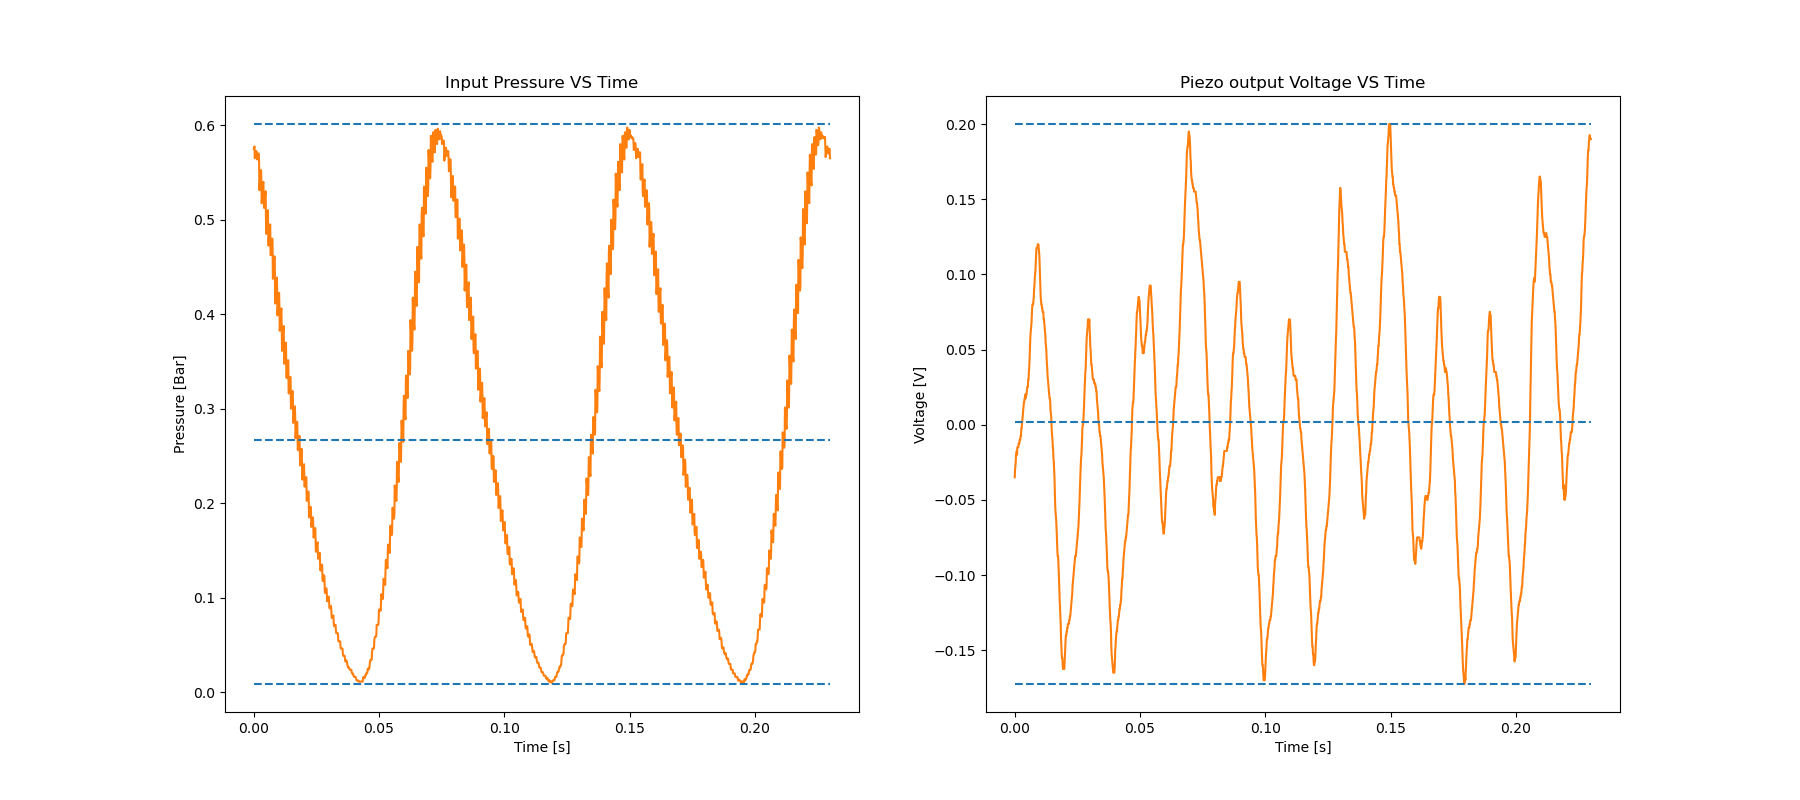 Input Pressure VS Time
0.6
0.5
0.4
0.3
0.2
0.1
0.0
Pressure [Bar]
0.00 0.05 0.10 0.15 0.20
Time [s]
Piezo output Voltage VS Time
0.20
0.15
0.10
0.05
0.00
−0.05
−0.10
−0.15
Voltage [V]
0.00 0.05 0.10 0.15 0.20
Time [s]